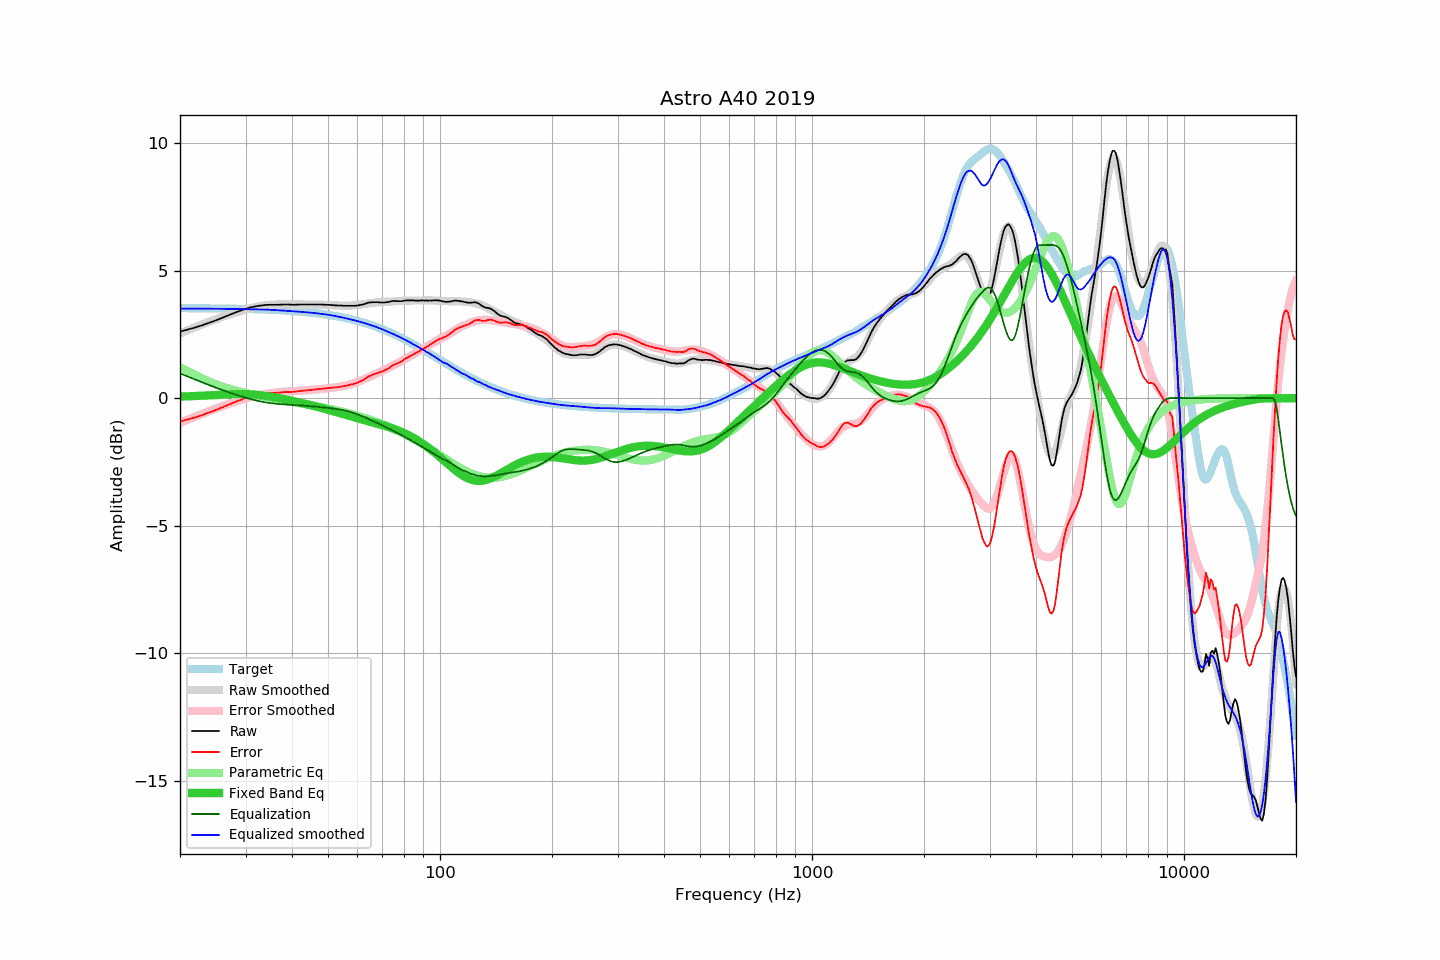 Astro A40 2019
10
5
0
−5
−10
−15
Amplitude (dBr)
Target
Raw Smoothed
Error Smoothed
Raw
Error
Parametric Eq
Fixed Band Eq
Equalization
Equalized smoothed
100 1000 10000
Frequency (Hz)